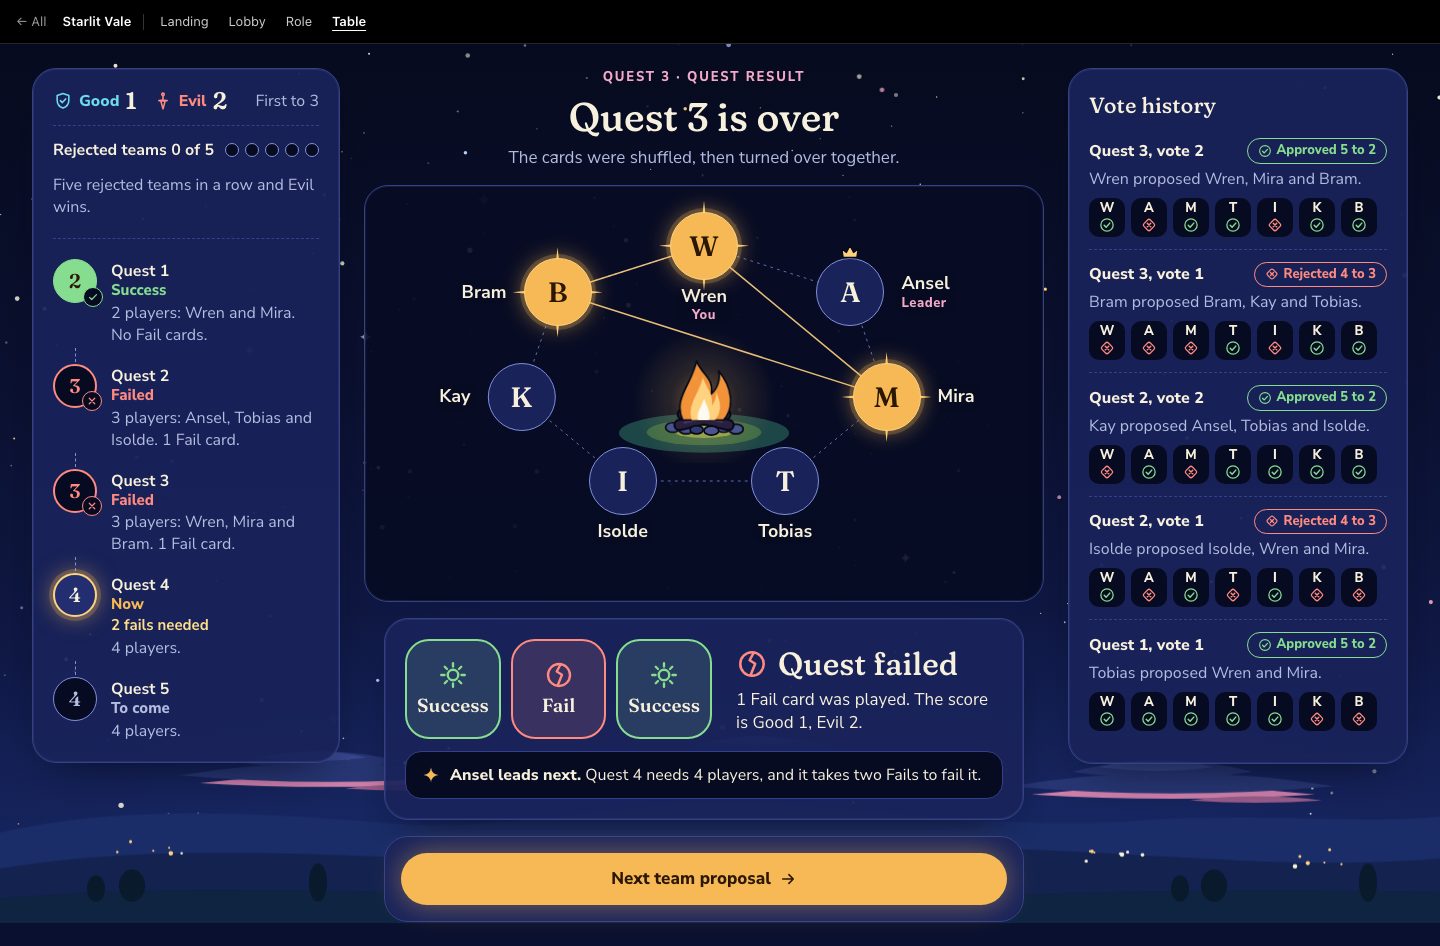 ← All Starlit Vale Landing Lobby Role Table
Good 1 Evil 2 First to 3
Rejected teams 0 of 5
Five rejected teams in a row and Evil
wins.
2
Quest 1
Success
2 players: Wren and Mira.
No Fail cards.
3
Quest 2
Failed
3 players: Ansel, Tobias and
Isolde. 1 Fail card.
3
Quest 3
Failed
3 players: Wren, Mira and
Bram. 1 Fail card.
4
Quest 4
Now
2 fails needed
4 players.
4
Quest 5
To come
4 players.
QUEST 3 · QUEST RESULT
Quest 3 is over
The cards were shuffled, then turned over together.
W
Wren
You
Bram B
A Ansel
Leader
Kay K
M Mira
I
Isolde
T
Tobias
Success
Fail
Success
Quest failed
1 Fail card was played. The score
is Good 1, Evil 2.
Ansel leads next. Quest 4 needs 4 players, and it takes two Fails to fail it.
Next team proposal →
Vote history
Quest 3, vote 2 Approved 5 to 2
Wren proposed Wren, Mira and Bram.
W A M T I K B
Quest 3, vote 1 Rejected 4 to 3
Bram proposed Bram, Kay and Tobias.
W A M T I K B
Quest 2, vote 2 Approved 5 to 2
Kay proposed Ansel, Tobias and Isolde.
W A M T I K B
Quest 2, vote 1 Rejected 4 to 3
Isolde proposed Isolde, Wren and Mira.
W A M T I K B
Quest 1, vote 1 Approved 5 to 2
Tobias proposed Wren and Mira.
W A M T I K B